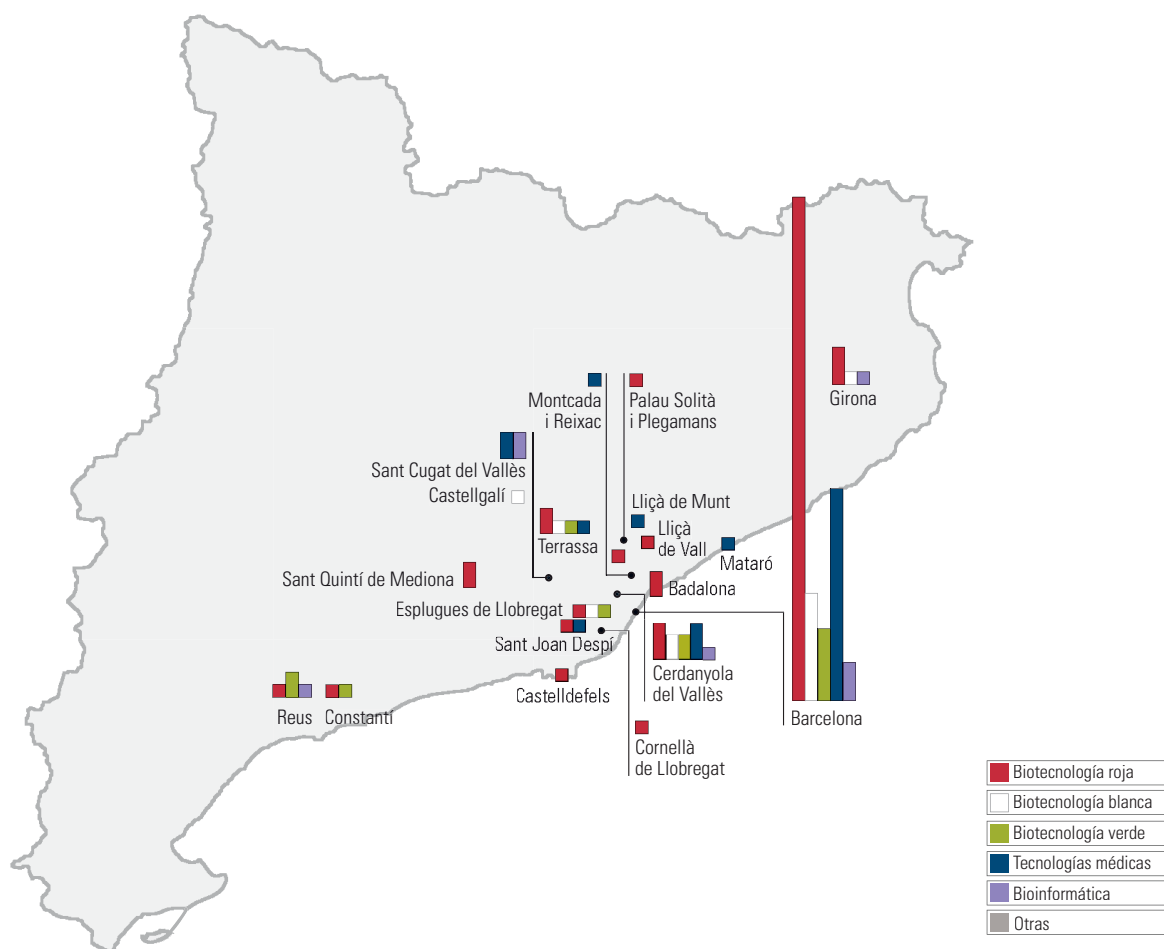 Girona
Montcada
i Reixac
Palau Solità
i Plegamans
Sant Cugat del Vallès
Castellgalí
Lliçà de Munt
Lliçà
de Vall
Terrassa
Mataró
Sant Quintí de Mediona
Badalona
Esplugues de Llobregat
Sant Joan Despí
Cerdanyola
del Vallès
Castelldefels
Reus
Constantí
Barcelona
Cornellà
de Llobregat
Biotecnología roja
Biotecnología blanca
Biotecnología verde
Tecnologías médicas
Bioinformática
Otras